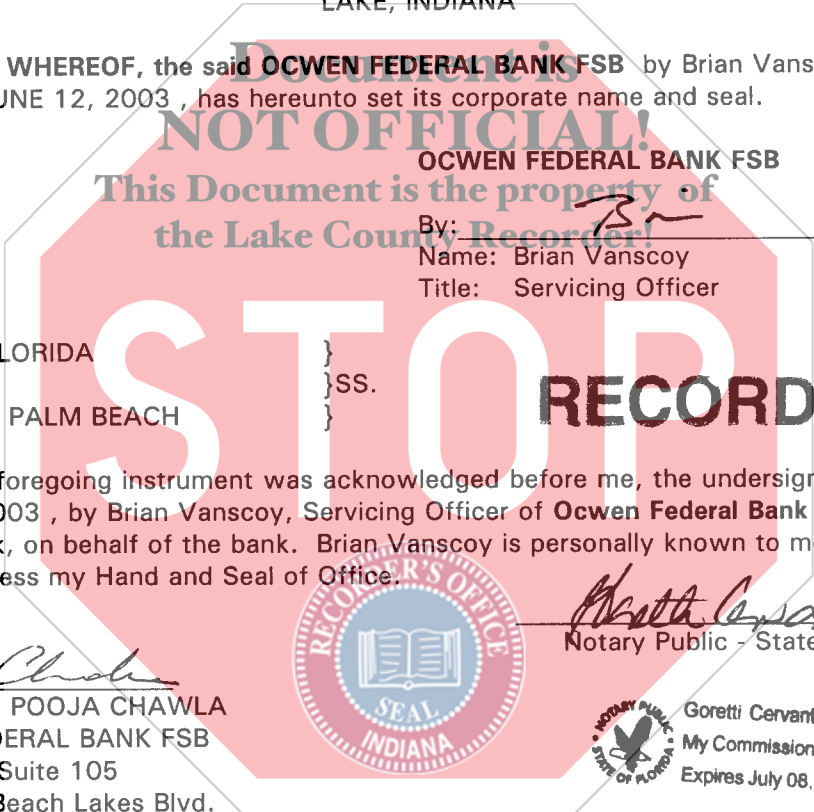 LAKE, INDIANA
WHEREOF, the said OCWEN FEDERAL BANK FSB by Brian Vans
UNE 12, 2003 , has hereunto set its corporate name and seal.
Document is
NOT OFFICIAL!
This Document is the property of
the Lake County Recorder!
OCWEN FEDERAL BANK FSB
By:
Name: Brian Vanscoy
Title: Servicing Officer
STOP
LORIDA }
}SS.
PALM BEACH }
RECORD
foregoing instrument was acknowledged before me, the undersign
003 , by Brian Vanscoy, Servicing Officer of Ocwen Federal Bank
, on behalf of the bank. Brian Vanscoy is personally known to m
ess my Hand and Seal of Office.
RECORDER'S OFFICE
SEAL
INDIANA
Notary Public - State
POOJA CHAWLA
ERAL BANK FSB
Suite 105
Beach Lakes Blvd.
NOTARY PUBLIC
STATE OF FLORIDA
Goretti Cervant
My Commission
Expires July 08,